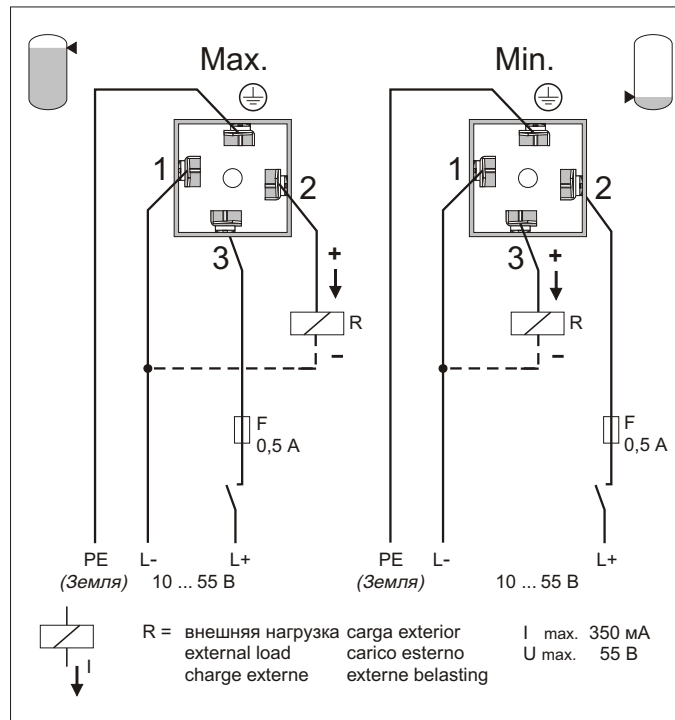 Max. Min.
1
2
3
+
R
–
F
0,5 A
PE L- L+
(Земля) 10 ... 55 В
1
2
3
+
R
–
F
0,5 A
PE L- L+
(Земля) 10 ... 55 В
I
R = внешняя нагрузка carga exterior
external load carico esterno
charge externe externe belasting
I max. 350 мА
U max. 55 В